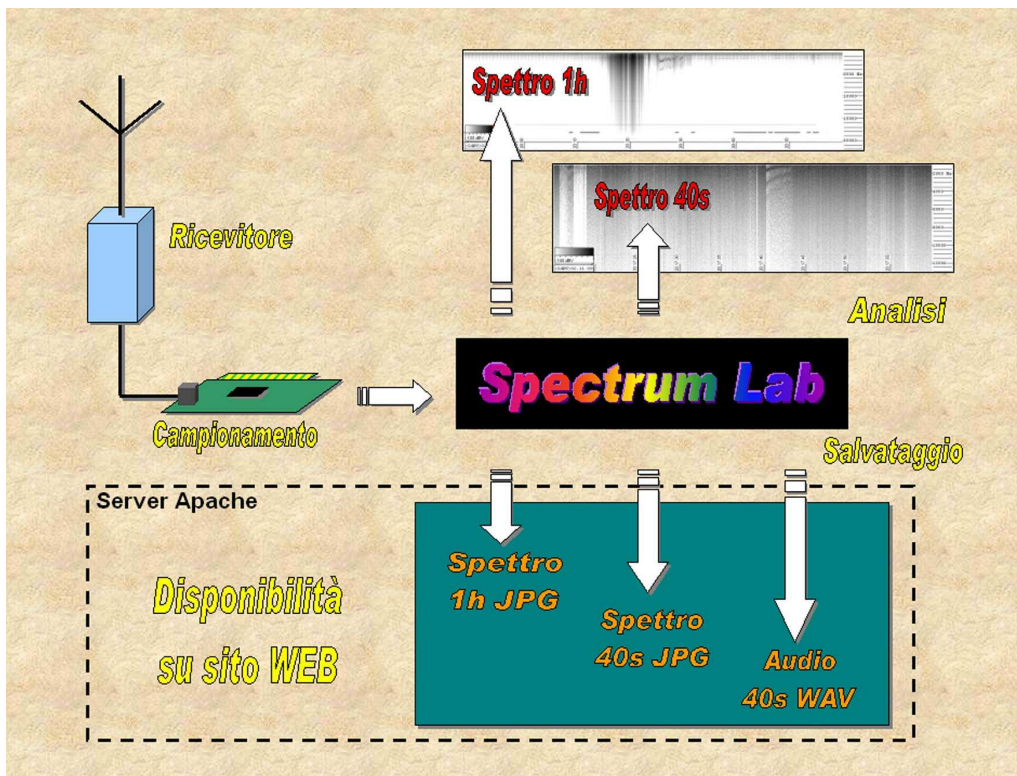 Spettro 1h
Spettro 40s
Ricevitore
Analisi
Spectrum Lab
Campionamento
Salvataggio
Server Apache
Disponibilità
su sito WEB
Spettro
1h JPG
Spettro
40s JPG
Audio
40s WAV